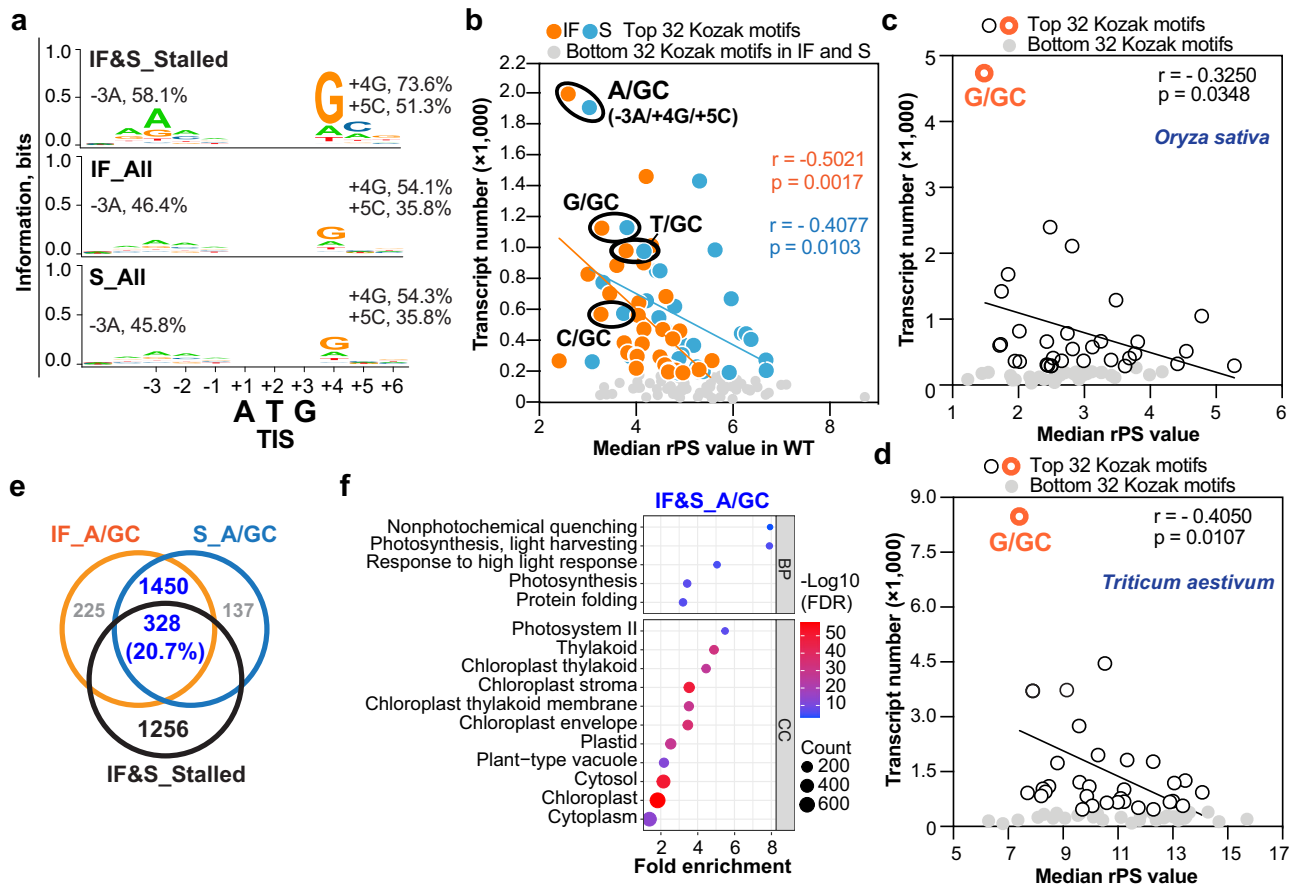 a
Information, bits
1.0
0.5
0.0
IF&S_Stalled
-3A, 58.1%
+4G, 73.6%
+5C, 51.3%
G
A
A
G
A
A
C
A
1.0
0.5
0.0
IF_All
-3A, 46.4%
+4G, 54.1%
+5C, 35.8%
G
1.0
0.5
0.0
S_All
-3A, 45.8%
+4G, 54.3%
+5C, 35.8%
G
A
-3 -2 -1 +1 +2 +3 +4 +5 +6
A T G
TIS
b
IF S Top 32 Kozak motifs
Bottom 32 Kozak motifs in IF and S
Transcript number (×1,000)
2.2
2.0
1.8
1.6
1.4
1.2
1.0
0.8
0.6
0.4
0.2
0
A/GC
(-3A/+4G/+5C)
r = -0.5021
p = 0.0017
G/GC
T/GC
r = -0.4077
p = 0.0103
C/GC
2 4 6 8
Median rPS value in WT
c
Top 32 Kozak motifs
Bottom 32 Kozak motifs
Transcript number (×1,000)
5
4
3
2
1
0
G/GC
r = - 0.3250
p = 0.0348
Oryza sativa
1 2 3 4 5 6
Median rPS value
d
Top 32 Kozak motifs
Bottom 32 Kozak motifs
Transcript number (×1,000)
9.0
7.5
6.0
4.5
3.0
1.5
0
G/GC
r = - 0.4050
p = 0.0107
Triticum aestivum
5 7 9 11 13 15 17
Median rPS value
e
IF_A/GC
S_A/GC
1450
225
137
328
(20.7%)
1256
IF&S_Stalled
f
IF&S_A/GC
Nonphotochemical quenching
Photosynthesis, light harvesting
Response to high light response
Photosynthesis
Protein folding
BP
Photosystem II
Thylakoid
Chloroplast thylakoid
Chloroplast stroma
Chloroplast thylakoid membrane
Chloroplast envelope
Plastid
Plant−type vacuole
Cytosol
Chloroplast
Cytoplasm
CC
2 4 6 8
Fold enrichment
-Log10
(FDR)
50
40
30
20
10
Count
200
400
600